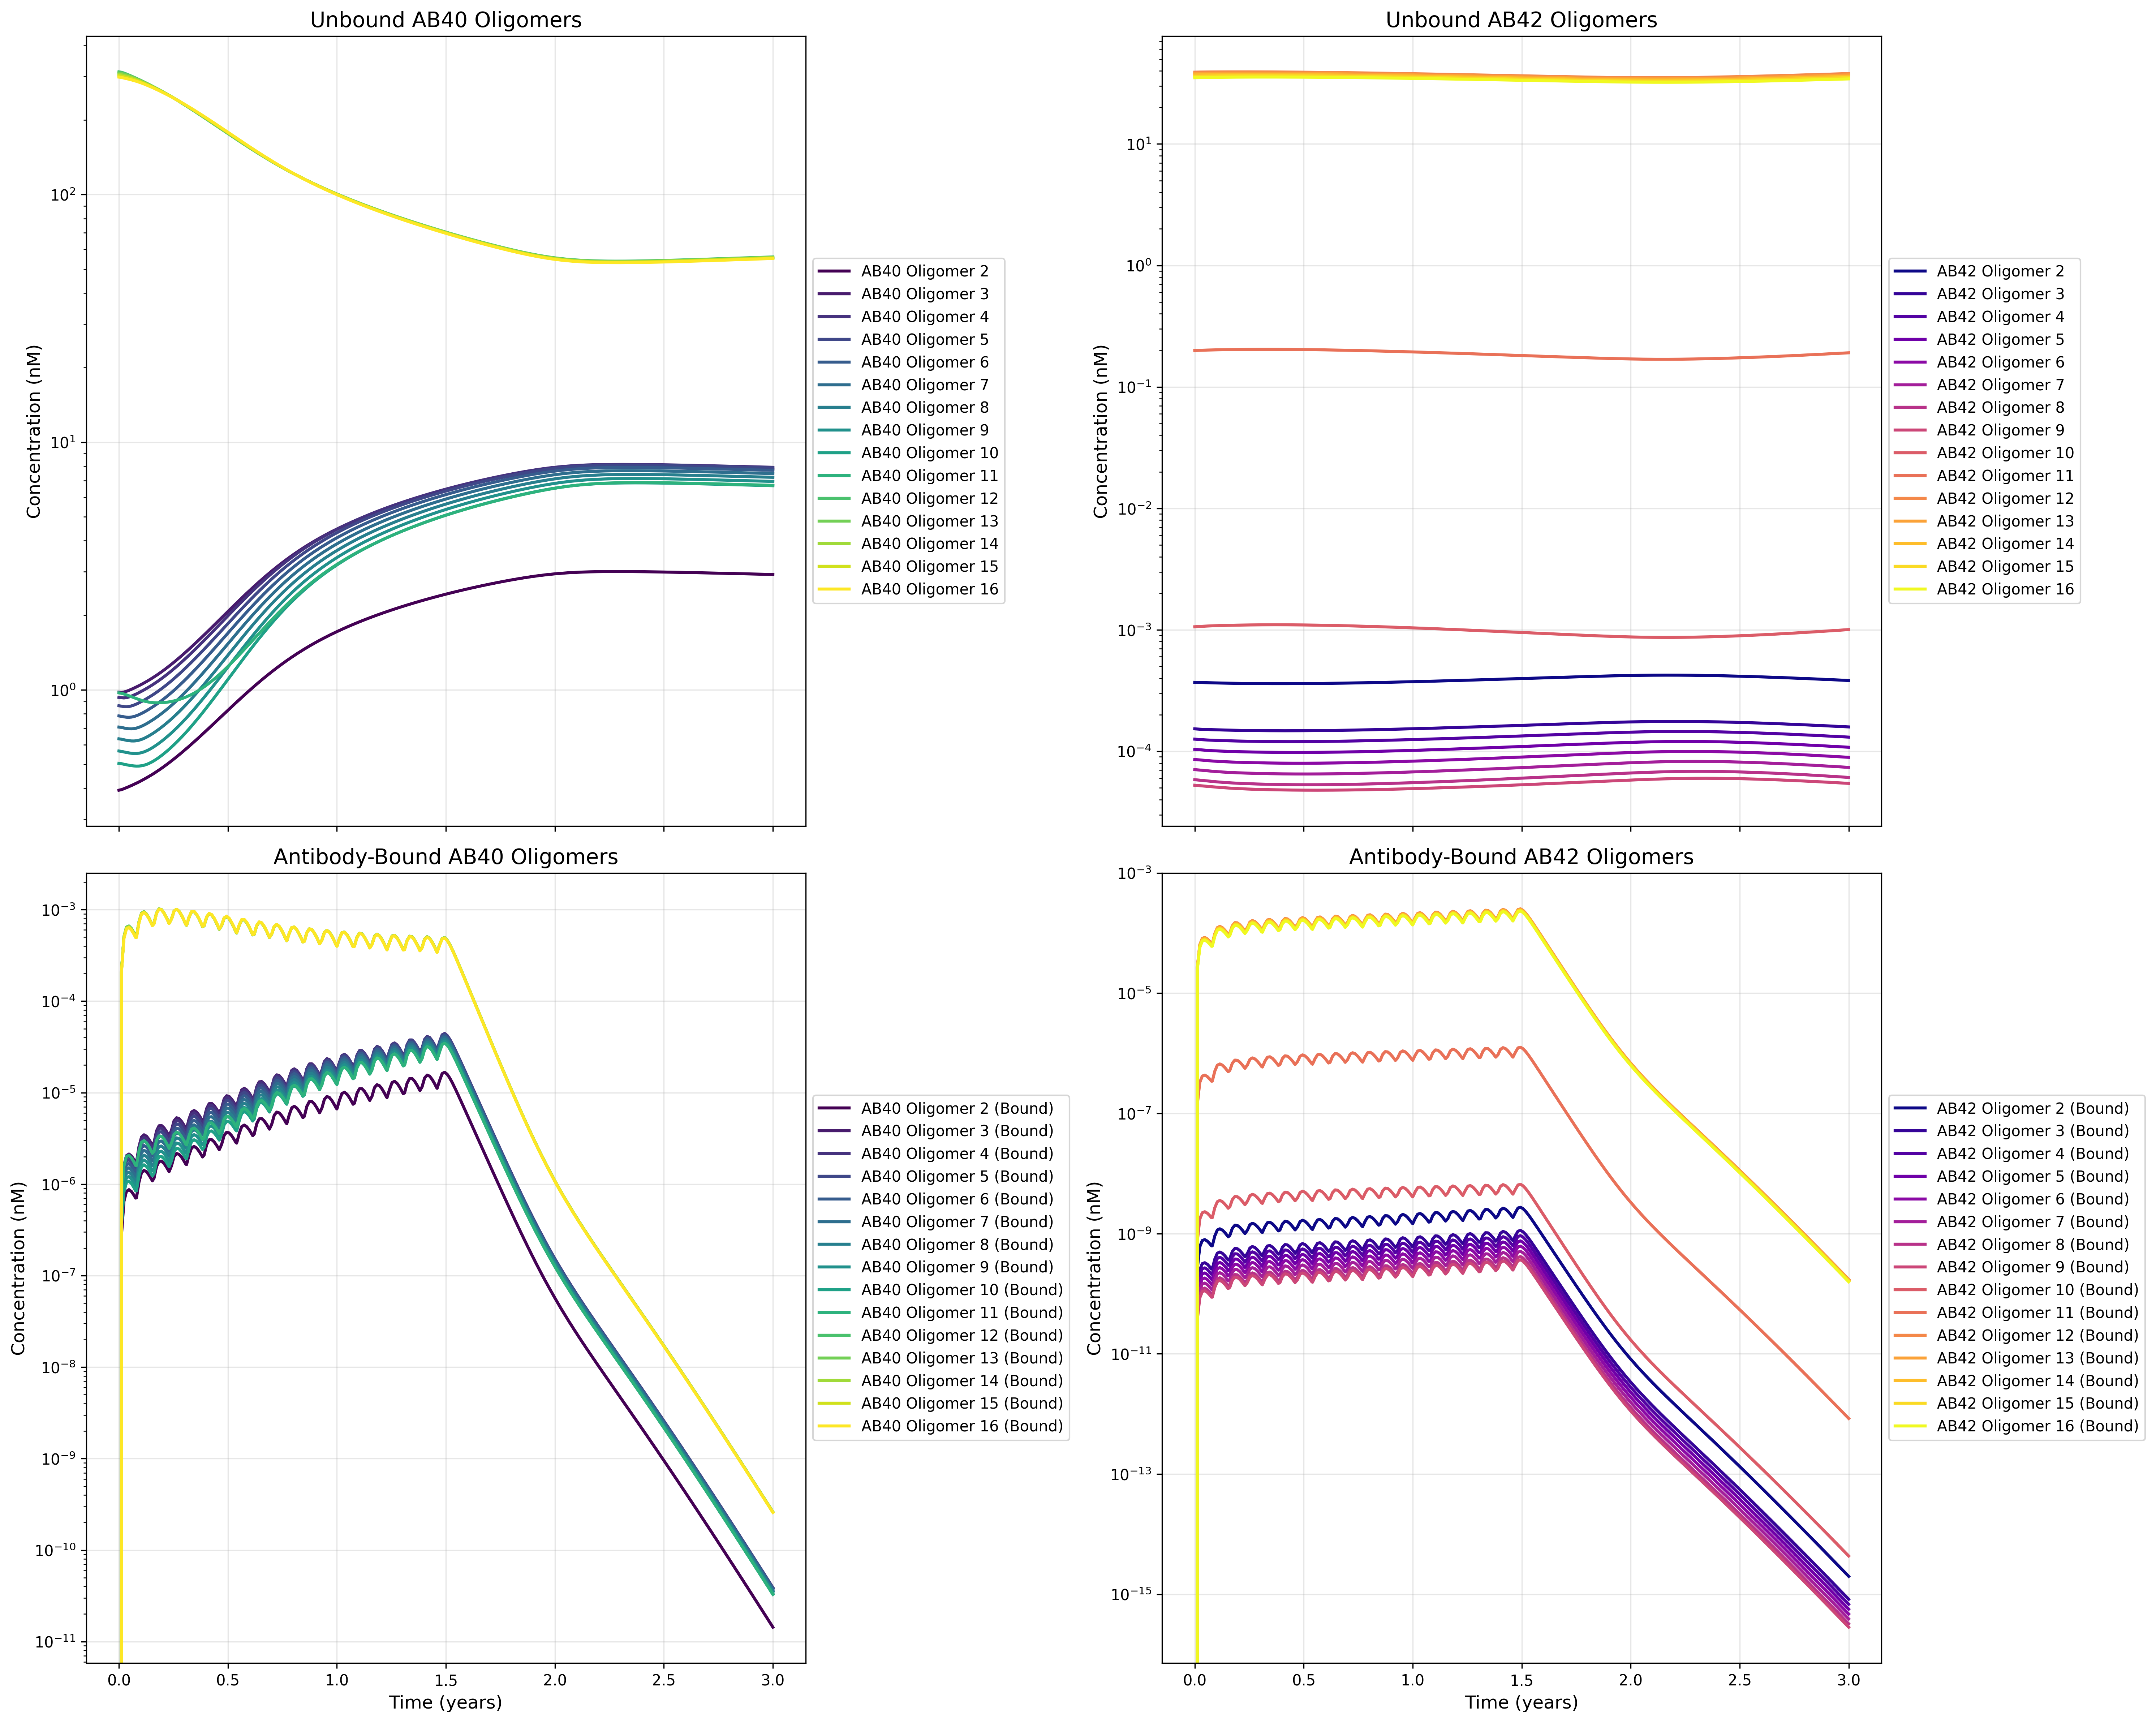 Unbound AB40 Oligomers
Concentration (nM)
10²
10¹
10⁰
AB40 Oligomer 2
AB40 Oligomer 3
AB40 Oligomer 4
AB40 Oligomer 5
AB40 Oligomer 6
AB40 Oligomer 7
AB40 Oligomer 8
AB40 Oligomer 9
AB40 Oligomer 10
AB40 Oligomer 11
AB40 Oligomer 12
AB40 Oligomer 13
AB40 Oligomer 14
AB40 Oligomer 15
AB40 Oligomer 16
Unbound AB42 Oligomers
Concentration (nM)
10¹
10⁰
10⁻¹
10⁻²
10⁻³
10⁻⁴
AB42 Oligomer 2
AB42 Oligomer 3
AB42 Oligomer 4
AB42 Oligomer 5
AB42 Oligomer 6
AB42 Oligomer 7
AB42 Oligomer 8
AB42 Oligomer 9
AB42 Oligomer 10
AB42 Oligomer 11
AB42 Oligomer 12
AB42 Oligomer 13
AB42 Oligomer 14
AB42 Oligomer 15
AB42 Oligomer 16
Antibody-Bound AB40 Oligomers
Concentration (nM)
10⁻³
10⁻⁴
10⁻⁵
10⁻⁶
10⁻⁷
10⁻⁸
10⁻⁹
10⁻¹⁰
10⁻¹¹
0.0 0.5 1.0 1.5 2.0 2.5 3.0
Time (years)
AB40 Oligomer 2 (Bound)
AB40 Oligomer 3 (Bound)
AB40 Oligomer 4 (Bound)
AB40 Oligomer 5 (Bound)
AB40 Oligomer 6 (Bound)
AB40 Oligomer 7 (Bound)
AB40 Oligomer 8 (Bound)
AB40 Oligomer 9 (Bound)
AB40 Oligomer 10 (Bound)
AB40 Oligomer 11 (Bound)
AB40 Oligomer 12 (Bound)
AB40 Oligomer 13 (Bound)
AB40 Oligomer 14 (Bound)
AB40 Oligomer 15 (Bound)
AB40 Oligomer 16 (Bound)
Antibody-Bound AB42 Oligomers
Concentration (nM)
10⁻³
10⁻⁵
10⁻⁷
10⁻⁹
10⁻¹¹
10⁻¹³
10⁻¹⁵
0.0 0.5 1.0 1.5 2.0 2.5 3.0
Time (years)
AB42 Oligomer 2 (Bound)
AB42 Oligomer 3 (Bound)
AB42 Oligomer 4 (Bound)
AB42 Oligomer 5 (Bound)
AB42 Oligomer 6 (Bound)
AB42 Oligomer 7 (Bound)
AB42 Oligomer 8 (Bound)
AB42 Oligomer 9 (Bound)
AB42 Oligomer 10 (Bound)
AB42 Oligomer 11 (Bound)
AB42 Oligomer 12 (Bound)
AB42 Oligomer 13 (Bound)
AB42 Oligomer 14 (Bound)
AB42 Oligomer 15 (Bound)
AB42 Oligomer 16 (Bound)